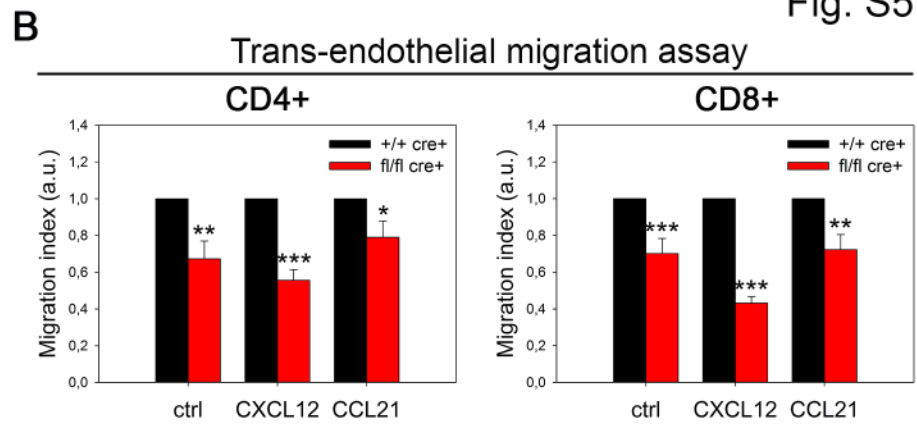 Fig. S5
B
Trans-endothelial migration assay
CD4+
1,4
1,2
1,0
0,8
0,6
0,4
0,2
0,0
Migration index (a.u.)
+/+ cre+
fl/fl cre+
**
***
*
ctrl CXCL12 CCL21
CD8+
1,4
1,2
1,0
0,8
0,6
0,4
0,2
0,0
Migration index (a.u.)
+/+ cre+
fl/fl cre+
***
***
**
ctrl CXCL12 CCL21